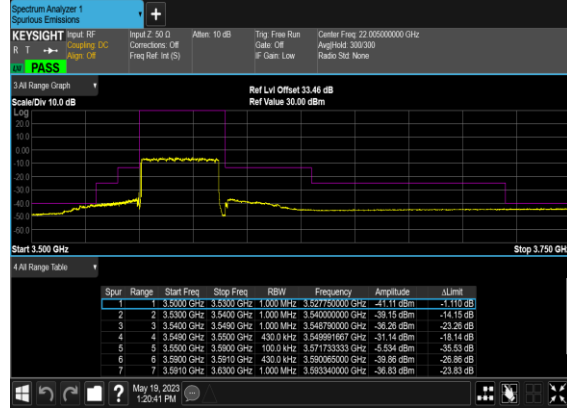 Spectrum Analyzer 1
Spurious Emissions
KEYSIGHT Input: RF
R T Coupling: DC
Align: Off
Input Z: 50 Ω
Corrections: Off
Freq Ref: Int (S)
Atten: 10 dB
Trig: Free Run
Gate: Off
IF Gain: Low
Center Freq: 22.005000000 GHz
Avg|Hold: 300/300
Radio Std: None
PASS
3 All Range Graph
Scale/Div 10.0 dB
Ref Lvl Offset 33.46 dB
Ref Value 30.00 dBm
Log
20.0
10.0
0.00
-10.0
-20.0
-30.0
-40.0
-50.0
-60.0
Start 3.500 GHz
Stop 3.750 GH
4 All Range Table
Spur Range Start Freq Stop Freq RBW Frequency Amplitude ΔLimit
1 1 3.5000 GHz 3.5300 GHz 1.000 MHz 3.527750000 GHz -41.11 dBm -1.110 dB
2 2 3.5300 GHz 3.5400 GHz 1.000 MHz 3.540000000 GHz -39.15 dBm -14.15 dB
3 3 3.5400 GHz 3.5490 GHz 1.000 MHz 3.548790000 GHz -36.26 dBm -23.26 dB
4 4 3.5490 GHz 3.5500 GHz 430.0 kHz 3.549991667 GHz -31.14 dBm -18.14 dB
5 5 3.5500 GHz 3.5900 GHz 100.0 kHz 3.571733333 GHz -5.534 dBm -35.53 dB
6 6 3.5900 GHz 3.5910 GHz 430.0 kHz 3.590065000 GHz -39.86 dBm -26.86 dB
7 7 3.5910 GHz 3.6300 GHz 1.000 MHz 3.593340000 GHz -36.83 dBm -23.83 dB
May 19, 2023
1:20:41 PM